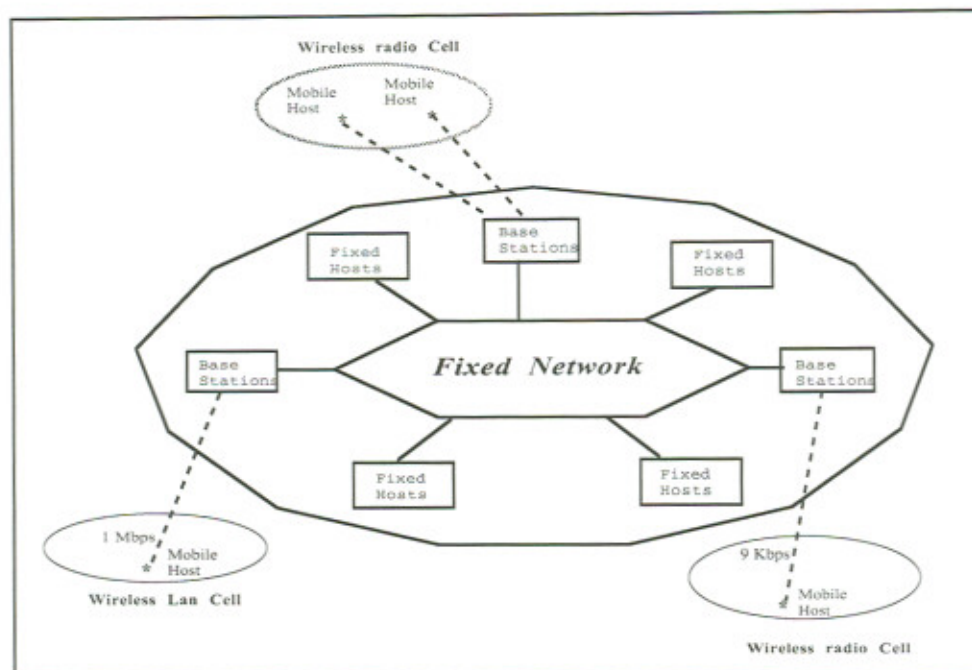 Wireless radio Cell
Mobile
Host
Mobile
Host
Base
Stations
Fixed
Hosts
Fixed
Hosts
Base
Stations
Fixed Network
Base
Stations
Fixed
Hosts
Fixed
Hosts
1 Mbps
Mobile
Host
Wireless Lan Cell
9 Kbps
Mobile
Host
Wireless radio Cell